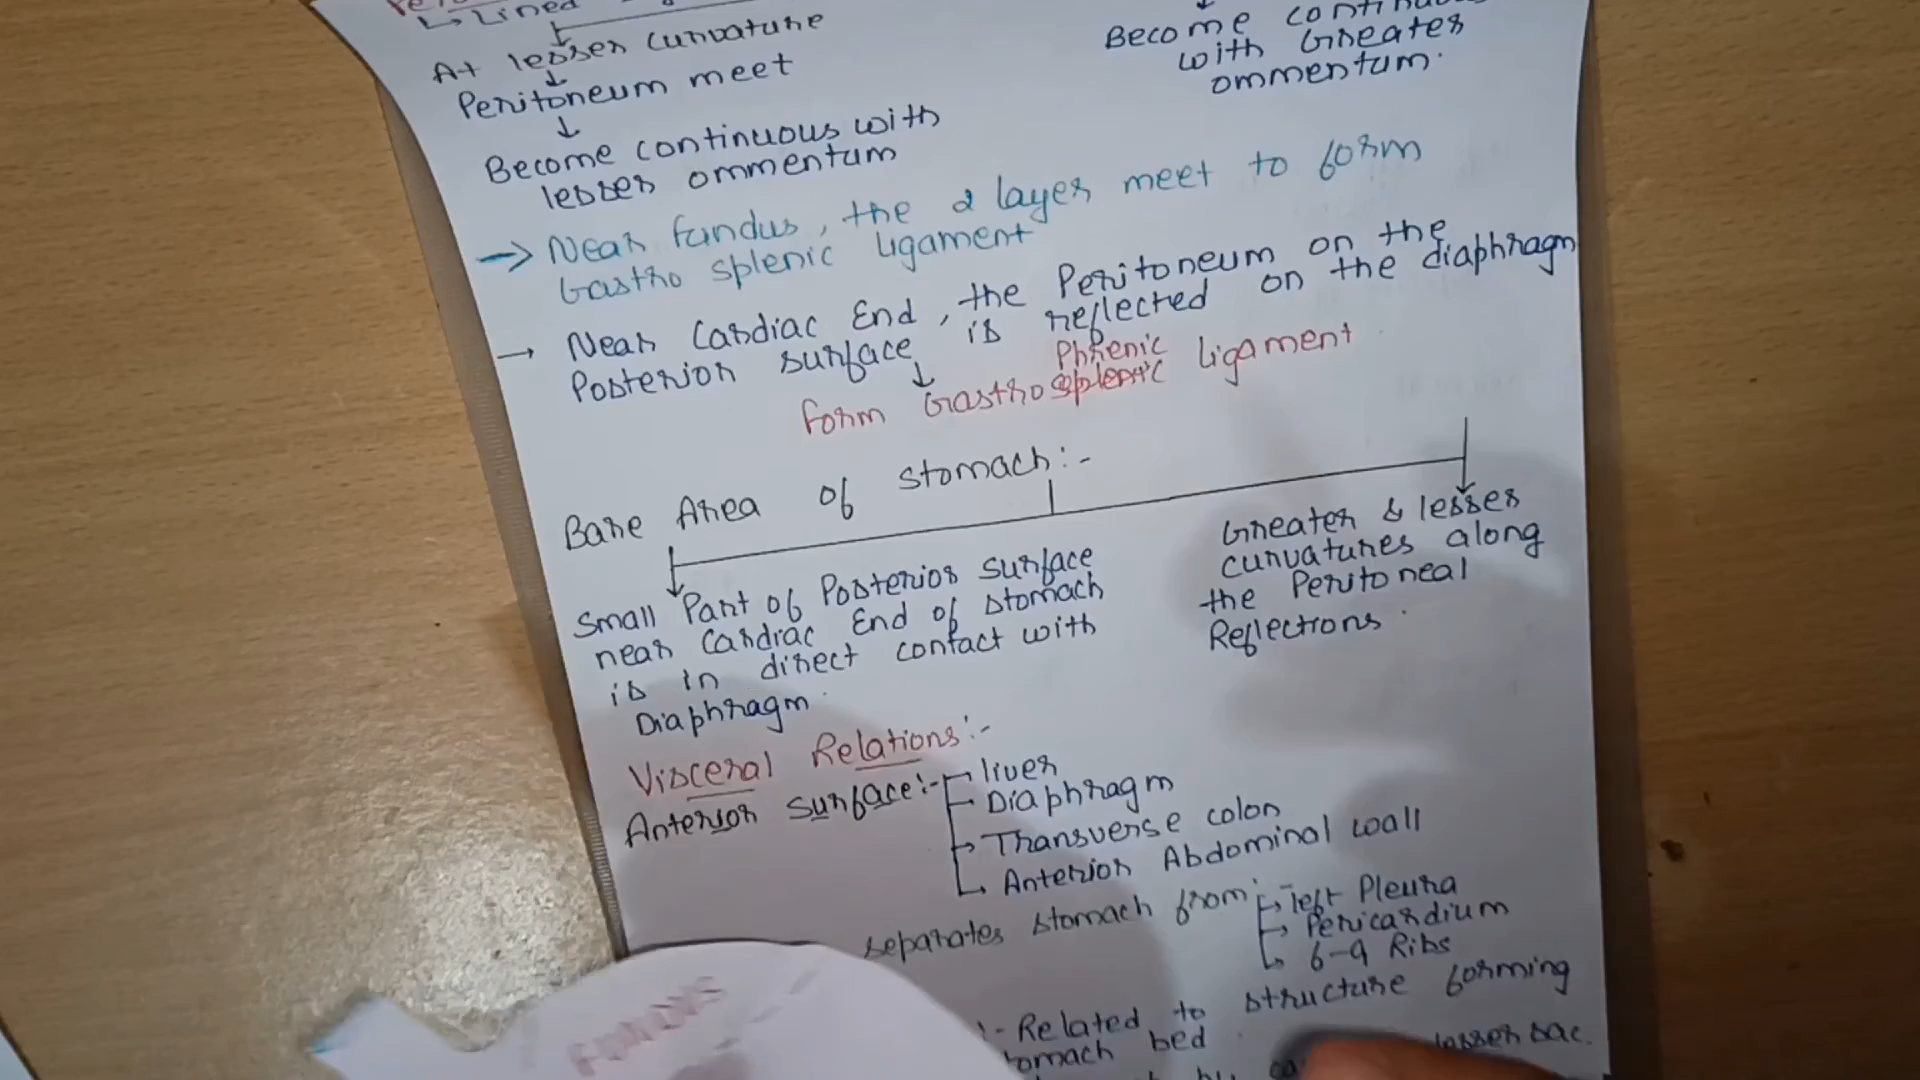 Lined
At lesser curvature
Peritoneum meet
Become continuous with
lesser ommentum
Become
with Greater
ommentum.
→ Near fundus, the 2 layer meet to form
Gastro splenic ligament
→ Near Cardiac End, the Peritoneum on the
Posterior surface is reflected on the diaphragm
Phrenic
form Gastro ligament
Bare Area of stomach:-
Small Part of Posterior surface
near Cardiac End of stomach
is in direct contact with
Diaphragm.
Greater & lesser
curvatures along
the Peritoneal
Reflections.
Visceral Relations:-
Anterior surface:- liver
Diaphragm
Transverse colon
Anterior Abdominal wall
separates stomach from:- left Pleura
Pericardium
6-9 Ribs
:- Related to structure forming
tomach bed.
lesser sac.
FUNDUS